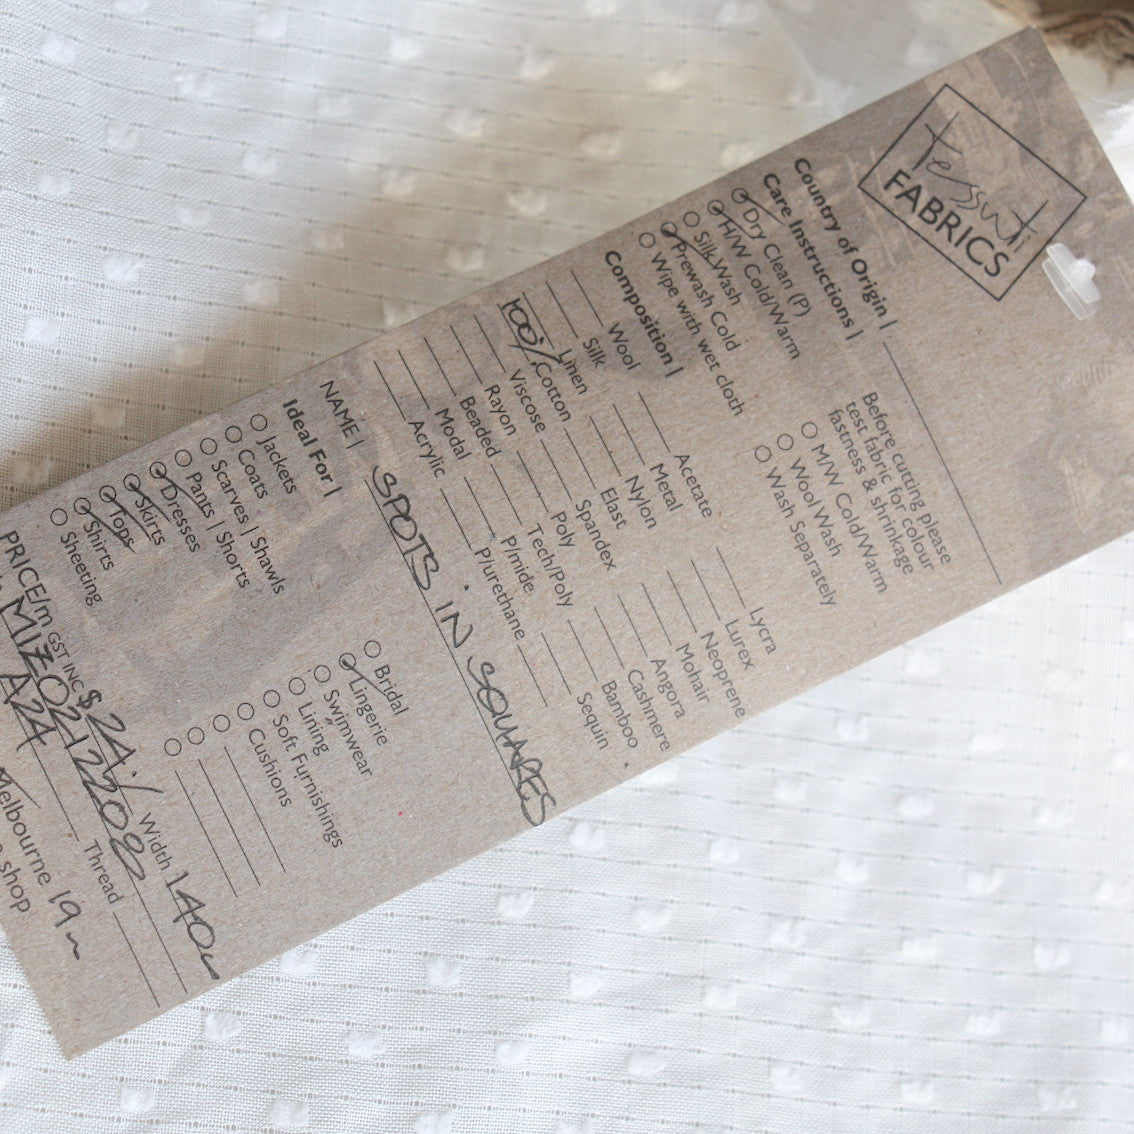 Tessuti
FABRICS
Country of Origin |
Care Instructions |
Dry Clean (P)
H/W Cold/Warm
Silk Wash
Prewash Cold
Wipe with wet cloth
Before cutting please
test fabric for colour
fastness & shrinkage
M/W Cold/Warm
Wool Wash
Wash Separately
Composition |
Wool
Silk
Linen
100% Cotton
Viscose
Rayon
Beaded
Modal
Acrylic
Acetate
Metal
Nylon
Elast
Spandex
Poly
Tech/Poly
P/mide
P/urethane
Lycra
Lurex
Neoprene
Mohair
Angora
Cashmere
Bamboo
Sequin
NAME | SPOTS IN SQUARES
Ideal For |
Jackets
Coats
Scarves | Shawls
Pants | Shorts
Dresses
Skirts
Tops
Shirts
Sheeting
Bridal
Lingerie
Swimwear
Lining
Soft Furnishings
Cushions
PRICE/m GST INC $ Width
A24 Thread
Melbourne 19m
shop